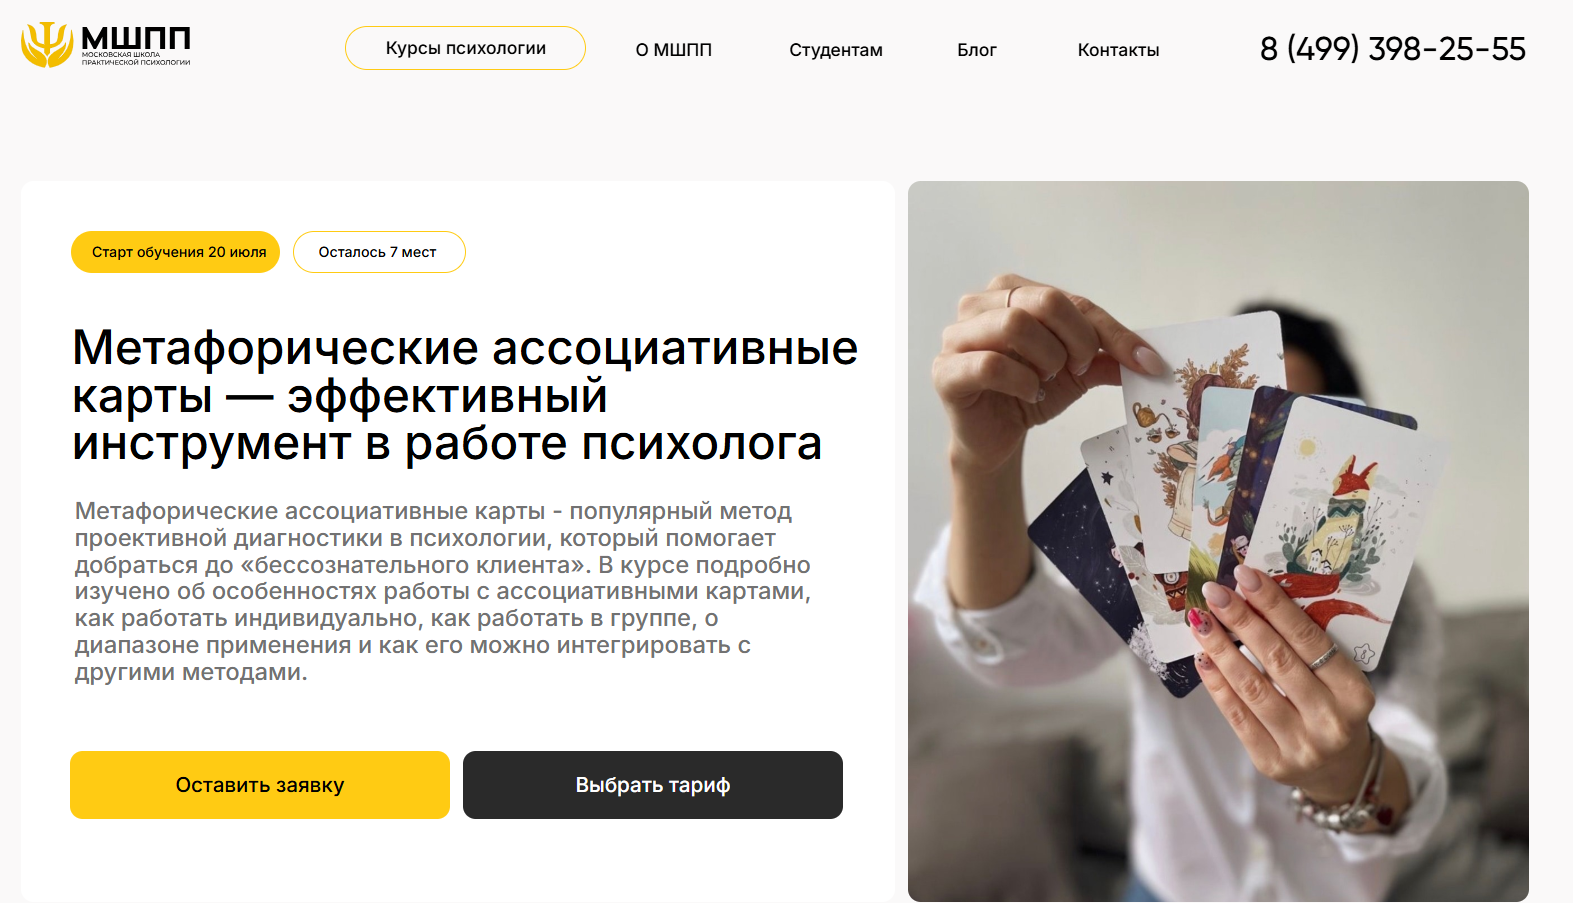 МШПП
МОСКОВСКАЯ ШКОЛА
ПРАКТИЧЕСКОЙ ПСИХОЛОГИИ
Курсы психологии
О МШПП
Студентам
Блог
Контакты
8 (499) 398-25-55
Старт обучения 20 июля
Осталось 7 мест
Метафорические ассоциативные
карты — эффективный
инструмент в работе психолога
Метафорические ассоциативные карты - популярный метод
проективной диагностики в психологии, который помогает
добраться до «бессознательного клиента». В курсе подробно
изучено об особенностях работы с ассоциативными картами,
как работать индивидуально, как работать в группе, о
диапазоне применения и как его можно интегрировать с
другими методами.
Оставить заявку
Выбрать тариф